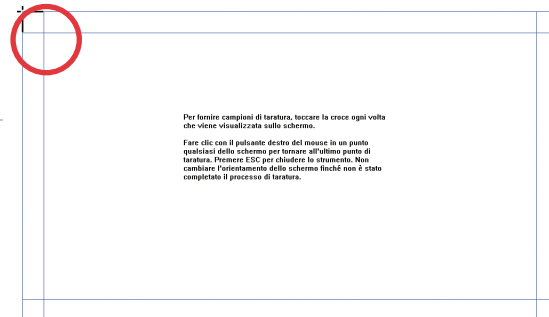 Per fornire campioni di taratura, toccare la croce ogni volta
che viene visualizzata sullo schermo.
Fare clic con il pulsante destro del mouse in un punto
qualsiasi dello schermo per tornare all'ultimo punto di
taratura. Premere ESC per chiudere lo strumento. Non
cambiare l'orientamento dello schermo finché non è stato
completato il processo di taratura.